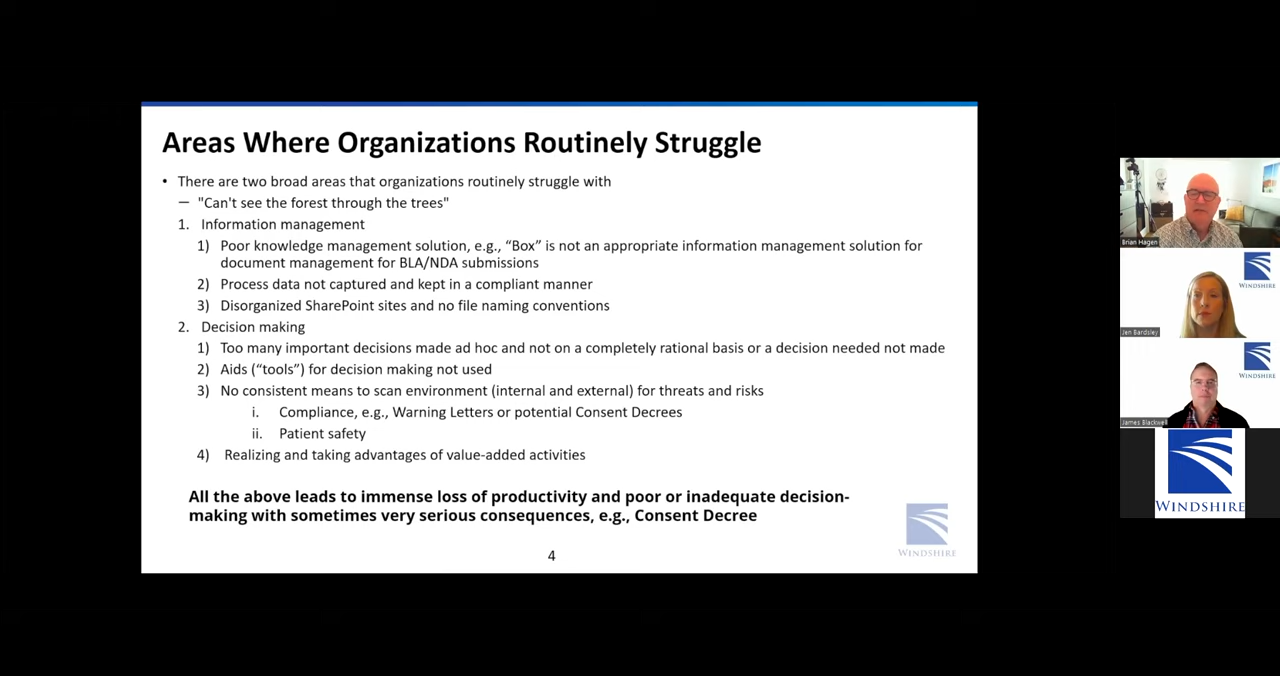 Areas Where Organizations Routinely Struggle
• There are two broad areas that organizations routinely struggle with
– "Can't see the forest through the trees"
1. Information management
1) Poor knowledge management solution, e.g., “Box” is not an appropriate information management solution for
document management for BLA/NDA submissions
2) Process data not captured and kept in a compliant manner
3) Disorganized SharePoint sites and no file naming conventions
2. Decision making
1) Too many important decisions made ad hoc and not on a completely rational basis or a decision needed not made
2) Aids (“tools”) for decision making not used
3) No consistent means to scan environment (internal and external) for threats and risks
i. Compliance, e.g., Warning Letters or potential Consent Decrees
ii. Patient safety
4) Realizing and taking advantages of value-added activities
All the above leads to immense loss of productivity and poor or inadequate decision-
making with sometimes very serious consequences, e.g., Consent Decree
4
WINDSHIRE
Brian Hagen
WINDSHIRE
Jen Bardsley
WINDSHIRE
James Blackwell
WINDSHIRE